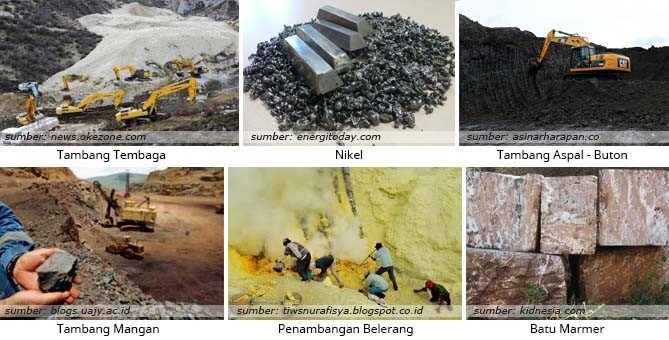 sumber: news.okezone.com
sumber: energitoday.com
CAT
sumber: asinarharapan.co
Tambang Tembaga
Nikel
Tambang Aspal - Buton
sumber: blogs.uajy.ac.id
sumber: tiwsnurafisya.blogspot.co.id
sumber: kidnesia.com
Tambang Mangan
Penambangan Belerang
Batu Marmer